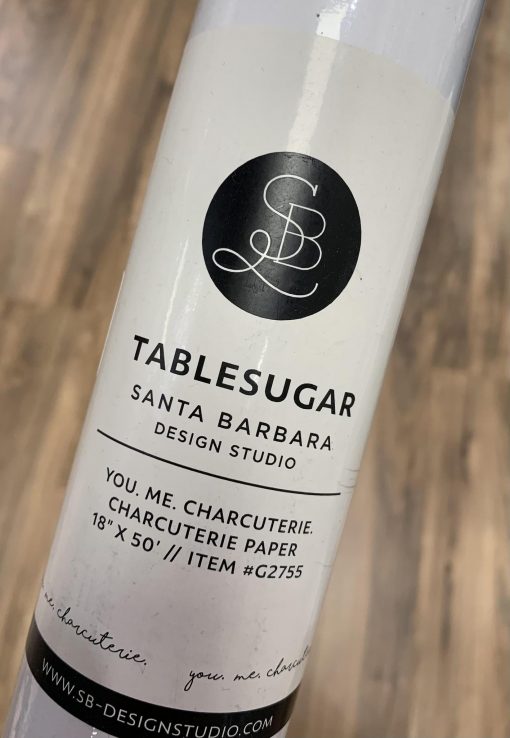 SB
TABLESUGAR
SANTA BARBARA
DESIGN STUDIO
YOU. ME. CHARCUTERIE.
CHARCUTERIE PAPER
18" X 50' // ITEM #G2755
me. charcuterie.
you. me.
WWW.SB-DESIGNSTUDIO.COM